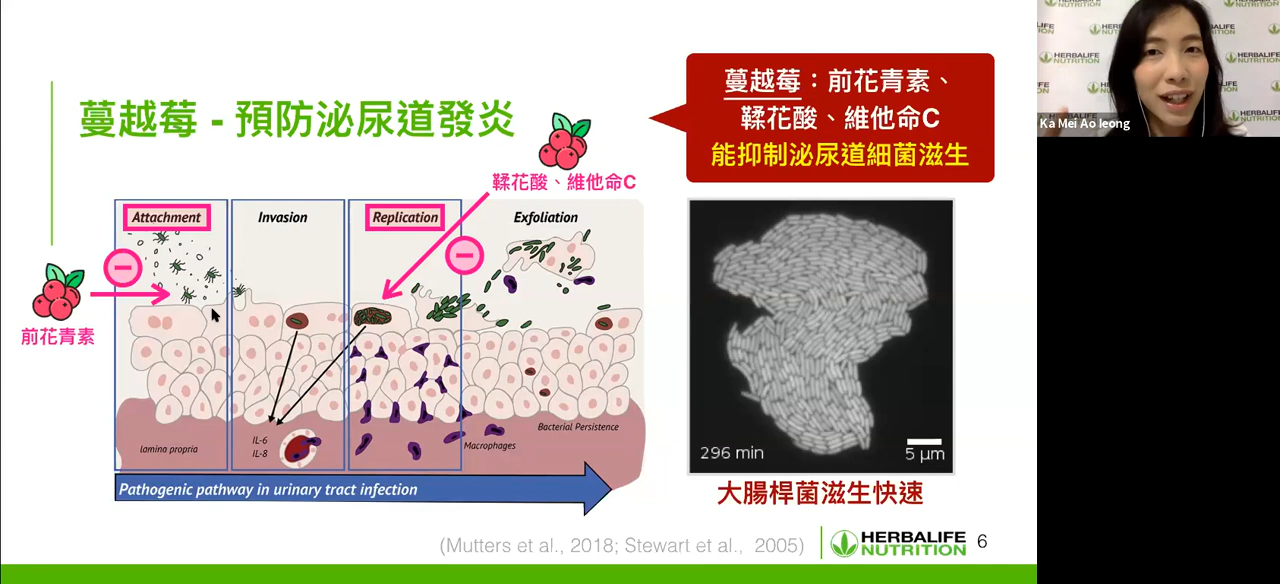 蔓越莓 - 預防泌尿道發炎
蔓越莓：前花青素、
鞣花酸、維他命C
能抑制泌尿道細菌滋生
鞣花酸、維他命C
Attachment
Invasion
Replication
Exfoliation
前花青素
lamina propria
IL-6
IL-8
Macrophages
Bacterial Persistence
Pathogenic pathway in urinary tract infection
296 min
5 μm
大腸桿菌滋生快速
(Mutters et al., 2018; Stewart et al., 2005)
HERBALIFE
NUTRITION
6
HERBALIFE
NUTRITION
Ka Mei Ao Ieong